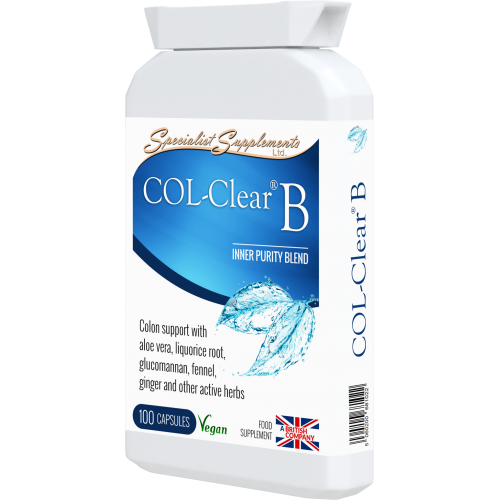 Specialist Supplements
Ltd.
COL-Clear® B
INNER PURITY BLEND
Colon support with
aloe vera, liquorice root,
glucomannan, fennel,
ginger and other active herbs
100 CAPSULES
Vegan
FOOD
SUPPLEMENT
A BRITISH
COMPANY
COL-Clear® B